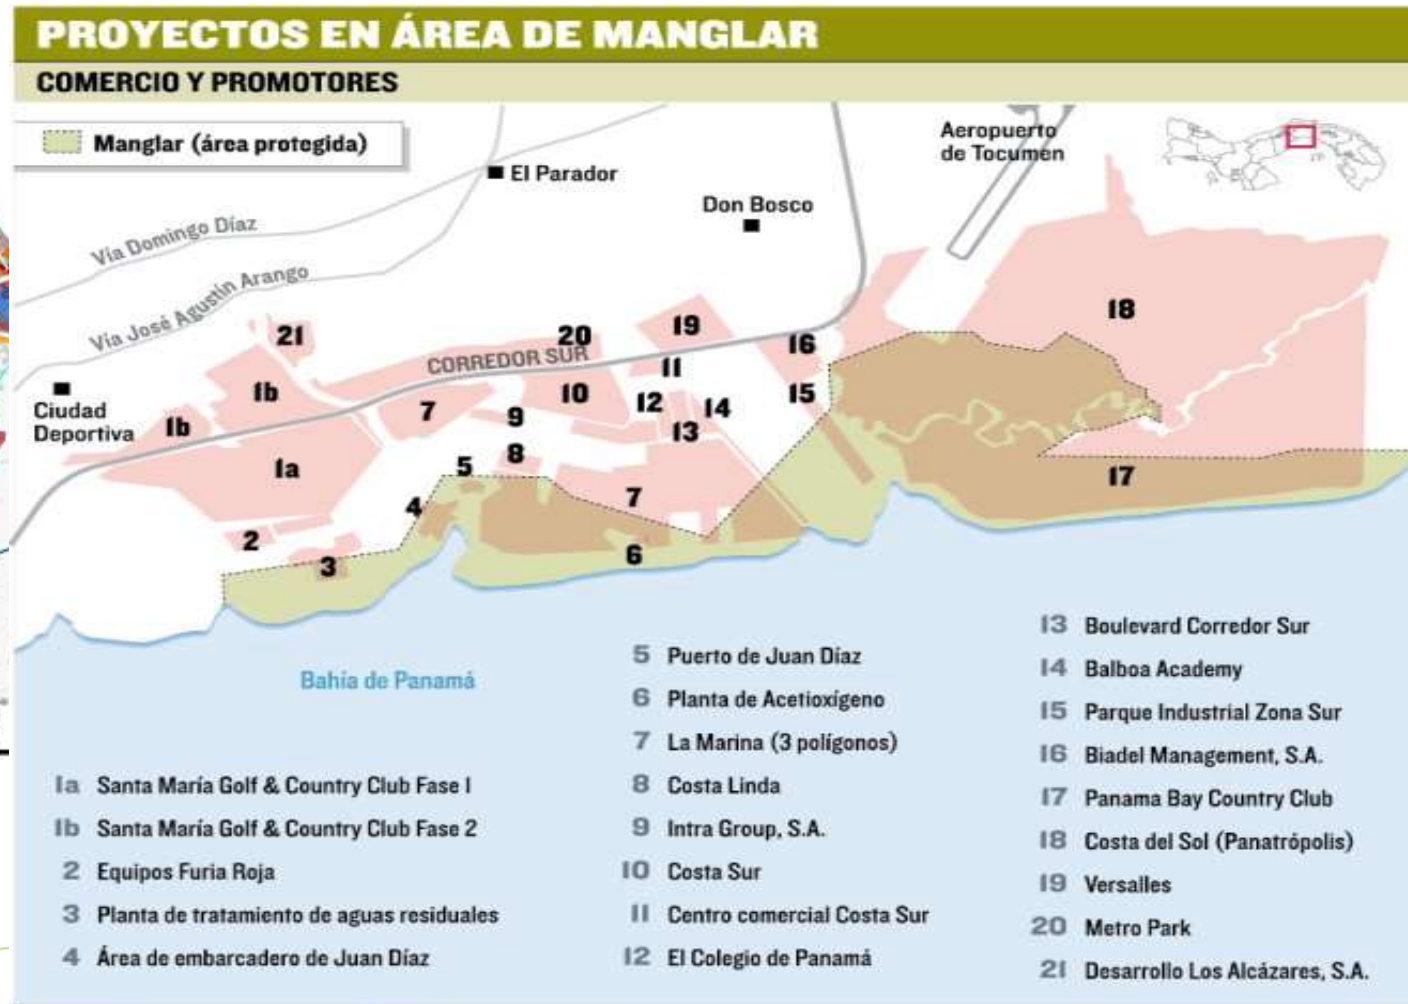 PROYECTOS EN ÁREA DE MANGLAR
COMERCIO Y PROMOTORES
Manglar (área protegida)
El Parador
Don Bosco
Aeropuerto
de Tocumen
Vía Domingo Díaz
Vía José Agustín Arango
Ciudad
Deportiva
CORREDOR SUR
21
20
19
18
16
11
1b
10
15
12
14
7
9
1b
13
8
5
1a
17
7
4
2
6
3
Bahía de Panamá
1a Santa María Golf & Country Club Fase 1
1b Santa María Golf & Country Club Fase 2
2 Equipos Furia Roja
3 Planta de tratamiento de aguas residuales
4 Área de embarcadero de Juan Díaz
5 Puerto de Juan Díaz
6 Planta de Acetioxígeno
7 La Marina (3 polígonos)
8 Costa Linda
9 Intra Group, S.A.
10 Costa Sur
11 Centro comercial Costa Sur
12 El Colegio de Panamá
13 Boulevard Corredor Sur
14 Balboa Academy
15 Parque Industrial Zona Sur
16 Biadel Management, S.A.
17 Panama Bay Country Club
18 Costa del Sol (Panatrópolis)
19 Versalles
20 Metro Park
21 Desarrollo Los Alcázares, S.A.